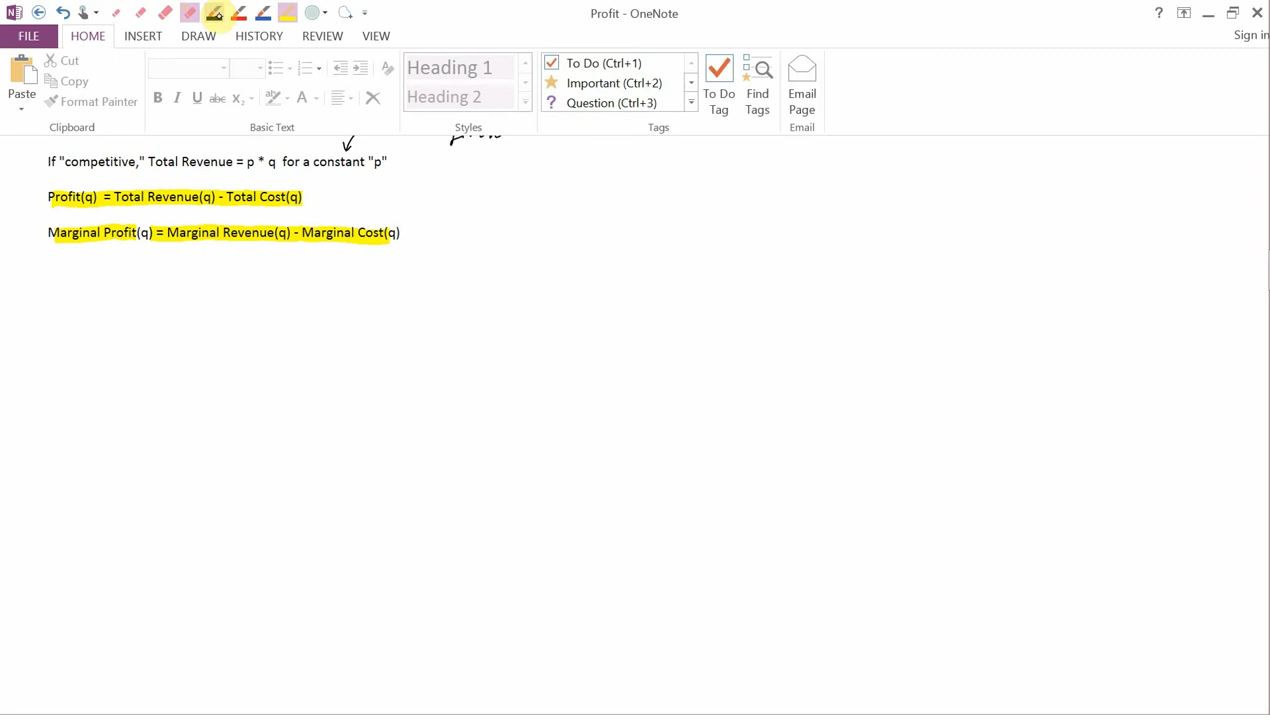 Profit - OneNote
?
Sign in
FILE HOME INSERT DRAW HISTORY REVIEW VIEW
Paste
Cut
Copy
Format Painter
Clipboard
B I U abc x₂ A
Basic Text
Heading 1
Heading 2
Styles
To Do (Ctrl+1)
Important (Ctrl+2)
? Question (Ctrl+3)
To Do
Tag
Find
Tags
Tags
Email
Page
Email
If "competitive," Total Revenue = p * q for a constant "p"
Profit(q) = Total Revenue(q) - Total Cost(q)
Marginal Profit(q) = Marginal Revenue(q) - Marginal Cost(q)